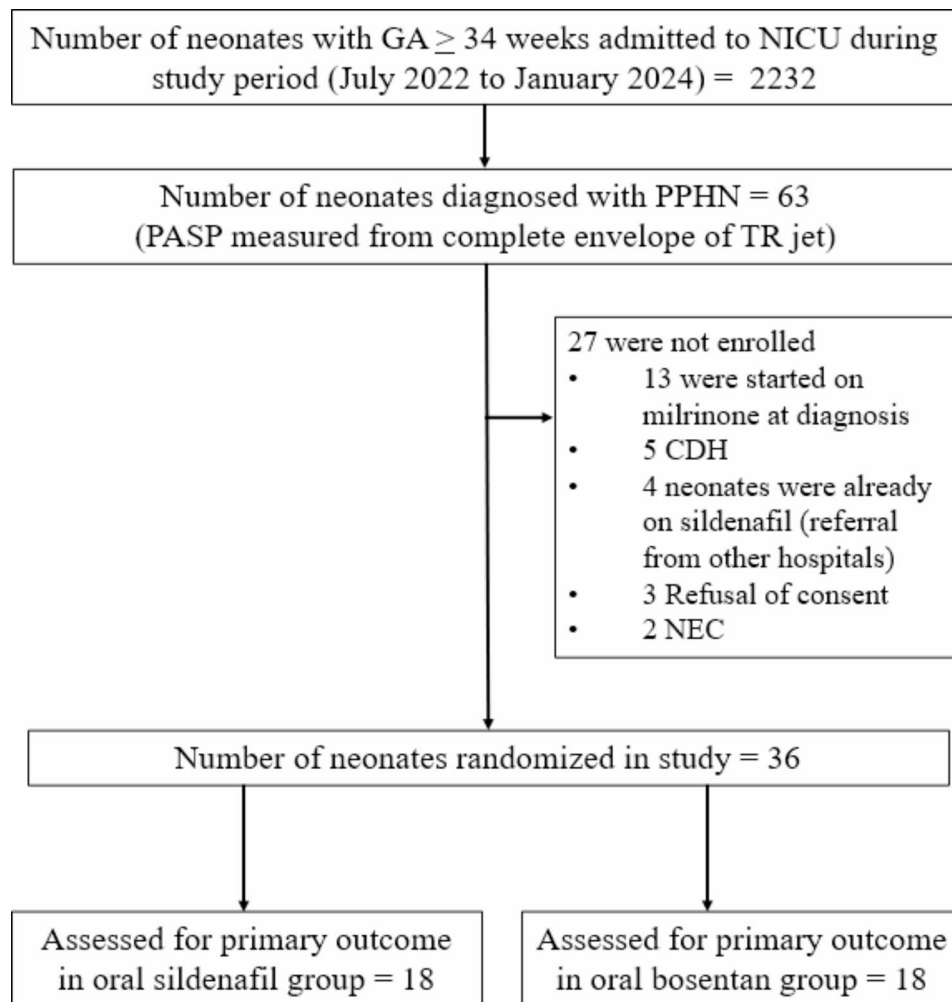 Number of neonates with GA ≥ 34 weeks admitted to NICU during
study period (July 2022 to January 2024) = 2232
Number of neonates diagnosed with PPHN = 63
(PASP measured from complete envelope of TR jet)
27 were not enrolled
• 13 were started on
milrinone at diagnosis
• 5 CDH
• 4 neonates were already
on sildenafil (referral
from other hospitals)
• 3 Refusal of consent
• 2 NEC
Number of neonates randomized in study = 36
Assessed for primary outcome
in oral sildenafil group = 18
Assessed for primary outcome
in oral bosentan group = 18